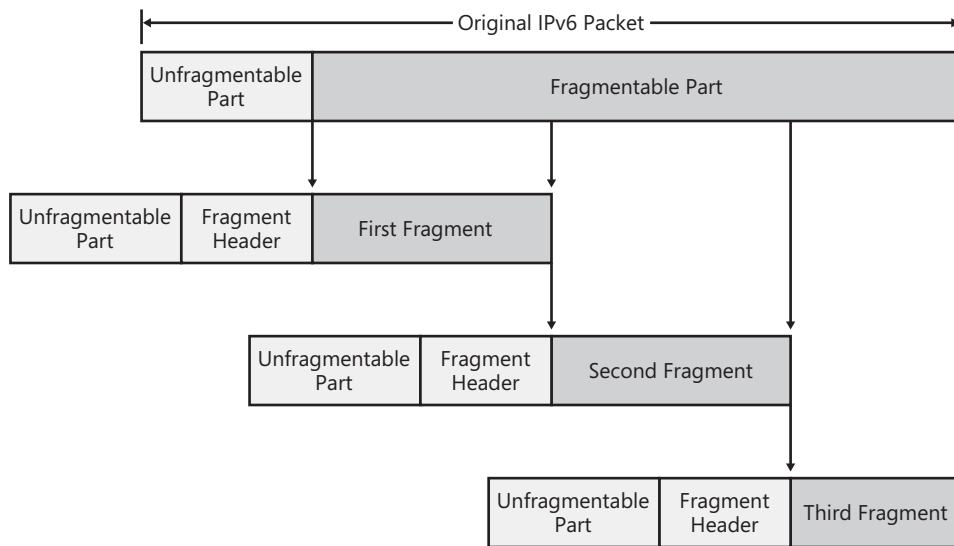 Original IPv6 Packet
Unfragmentable
Part
Fragmentable Part
Unfragmentable
Part
Fragment
Header
First Fragment
Unfragmentable
Part
Fragment
Header
Second Fragment
Unfragmentable
Part
Fragment
Header
Third Fragment